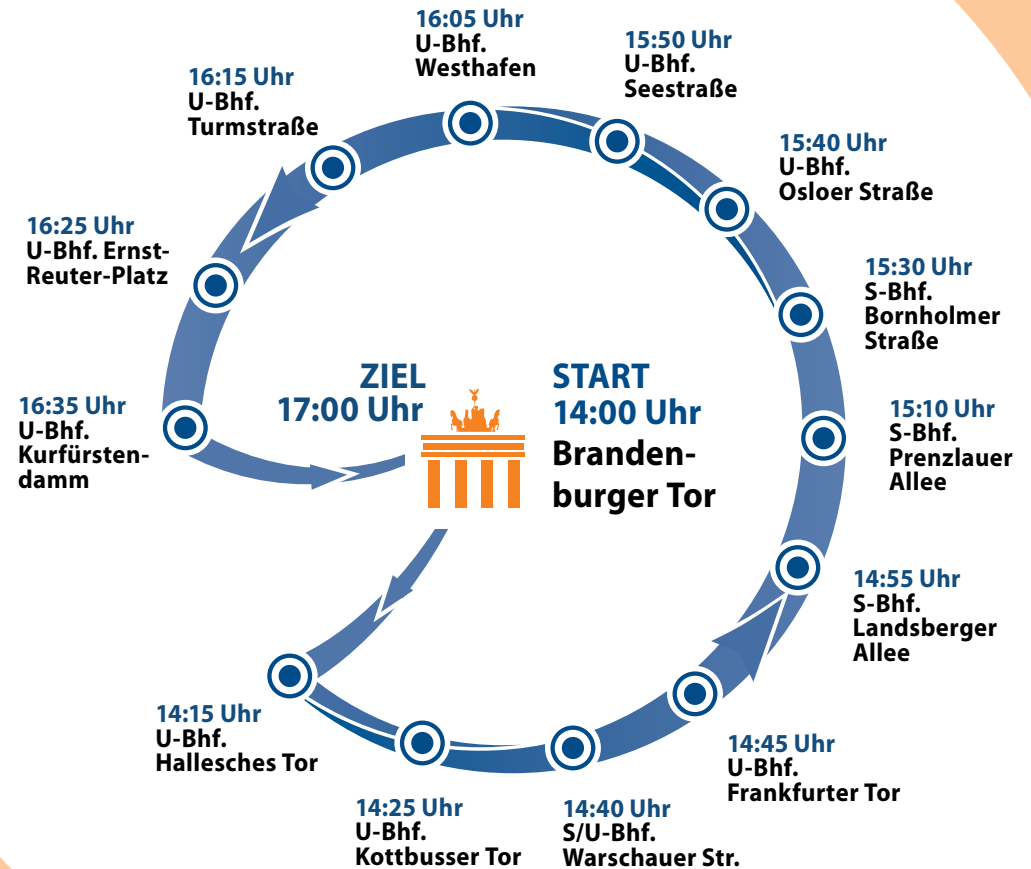 16:05 Uhr
U-Bhf.
Westhafen
15:50 Uhr
U-Bhf.
Seestraße
16:15 Uhr
U-Bhf.
Turmstraße
15:40 Uhr
U-Bhf.
Osloer Straße
16:25 Uhr
U-Bhf. Ernst-
Reuter-Platz
15:30 Uhr
S-Bhf.
Bornholmer
Straße
ZIEL
17:00 Uhr
START
14:00 Uhr
Branden-
burger Tor
16:35 Uhr
U-Bhf.
Kurfürsten-
damm
15:10 Uhr
S-Bhf.
Prenzlauer
Allee
14:55 Uhr
S-Bhf.
Landsberger
Allee
14:15 Uhr
U-Bhf.
Hallesches Tor
14:45 Uhr
U-Bhf.
Frankfurter Tor
14:25 Uhr
U-Bhf.
Kottbusser Tor
14:40 Uhr
S/U-Bhf.
Warschauer Str.